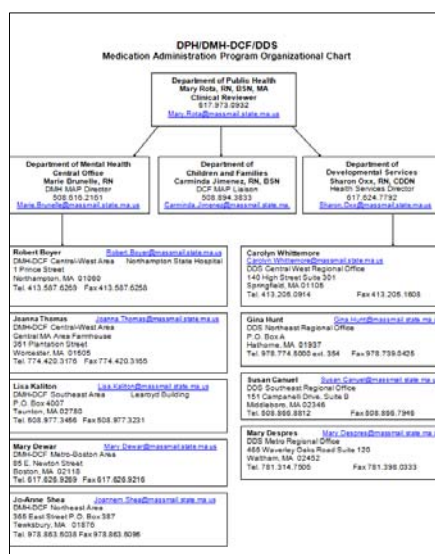 DPH/DMH-DCF/DDS
Medication Administration Program Organizational Chart
Department of Public Health
Mary Rota, RN, BSN, MA
Clinical Reviewer
617.973.0932
Mary.Rota@massmail.state.ma.us
Department of Mental Health
Central Office
Marie Brunelle, RN
DMH MAP Director
508.616.2161
Marie.Brunelle@massmail.state.ma.us
Department of
Children and Families
Carminda Jimenez, RN, BSN
DCF MAP Liaison
508.894.3833
Carminda.Jimenez@massmail.state.ma.
Department of
Developmental Services
Sharon Oxx, RN, CDDN
Health Services Director
617.624.7792
Sharon.Oxx@massmail.state.ma.us
Robert Boyer Robert.Boyer@massmail.state.ma.us
DMH-DCF Central-West Area Northampton State Hospital
1 Prince Street
Northampton, MA 01060
Tel. 413.587.6269 Fax 413.587.6258
Joanna Thomas Joanna.Thomas@massmail.state.ma.us
DMH-DCF Central-West Area
Central MA Area Farmhouse
361 Plantation Street
Worcester, MA 01605
Tel. 774.420.3176 Fax 774.420.3165
Lisa Kaliton Lisa.Kaliton@massmail.state.ma.us
DMH-DCF Southeast Area Learoyd Building
P.O. Box 4007
Taunton, MA 02780
Tel. 508.977.3456 Fax 508.977.3231
Mary Dewar Mary.Dewar@massmail.state.ma.us
DMH-DCF Metro-Boston Area
85 E. Newton Street
Boston, MA 02118
Tel. 617.626.9289 Fax 617.626.9216
Jo-Anne Shea Joannem.Shea@massmail.state.ma.us
DMH-DCF Northeast Area
365 East Street P.O. Box 387
Tewksbury, MA 01876
Tel. 978.863.5038 Fax 978.863.5096
Carolyn Whittemore
Carolyn.Whittemore@massmail.state.ma.us
DDS Central West Regional Office
140 High Street Suite 301
Springfield, MA 01105
Tel. 413.205.0914 Fax 413.205.1608
Gina Hunt Gina.Hunt@massmail.state.ma.us
DDS Northeast Regional Office
P.O. Box A
Hathorne, MA 01937
Tel. 978.774.5000 ext. 354 Fax 978.739.0425
Susan Canuel Susan.Canuel@massmail.state.ma.us
DDS Southeast Regional Office
151 Campanelli Drive, Suite B
Middleboro, MA 02346
Tel. 508.866.8812 Fax 508.866.7946
Mary Despres Mary.Despres@massmail.state.ma.us
DDS Metro Regional Office
465 Waverley Oaks Road Suite 120
Waltham, MA 02452
Tel. 781.314.7505 Fax 781.398.0333